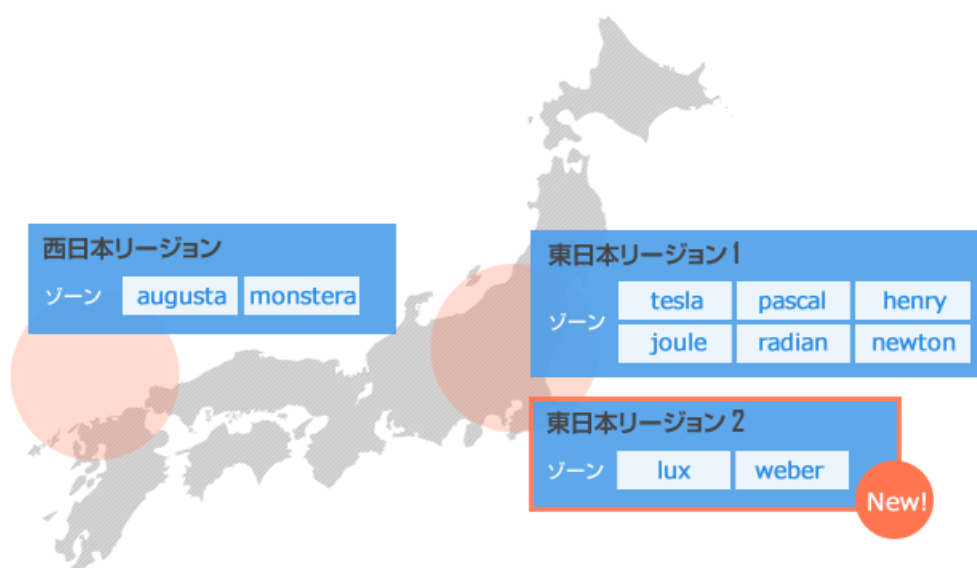 西日本リージョン
ゾーン augusta monstera
東日本リージョン1
ゾーン
tesla pascal henry
joule radian newton
東日本リージョン2
ゾーン lux weber
New!